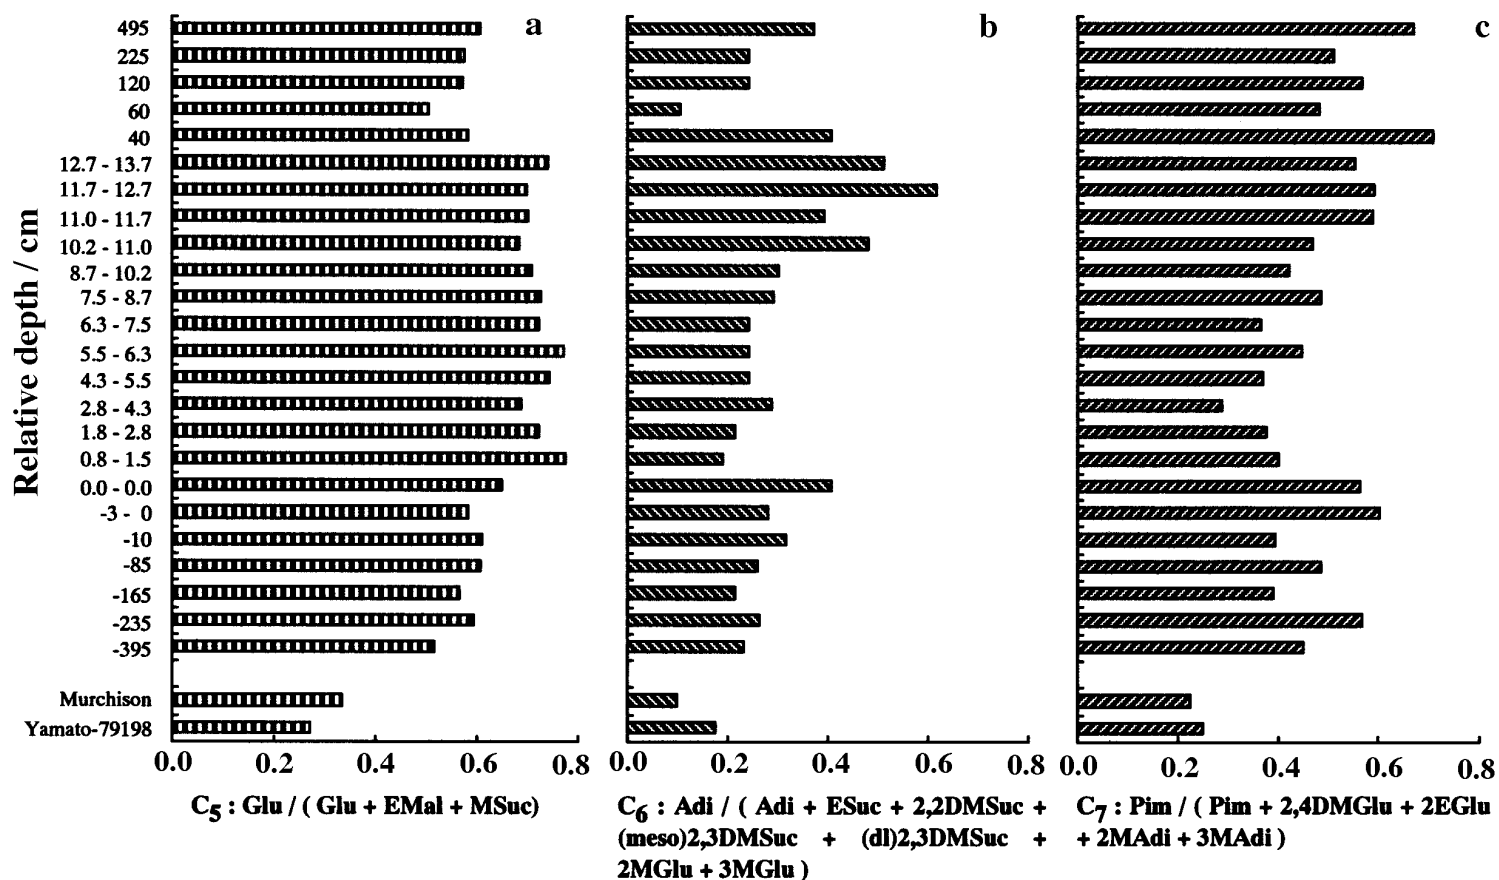 a
b
c
Relative depth / cm
495
225
120
60
40
12.7 - 13.7
11.7 - 12.7
11.0 - 11.7
10.2 - 11.0
8.7 - 10.2
7.5 - 8.7
6.3 - 7.5
5.5 - 6.3
4.3 - 5.5
2.8 - 4.3
1.8 - 2.8
0.8 - 1.5
0.0 - 0.0
-3 - 0
-10
-85
-165
-235
-395
Murchison
Yamato-79198
0.0 0.2 0.4 0.6 0.8
0.0 0.2 0.4 0.6 0.8
0.0 0.2 0.4 0.6 0.8
C5 : Glu / ( Glu + EMal + MSuc)
C6 : Adi / ( Adi + ESuc + 2,2DMSuc +
(meso)2,3DMSuc + (dl)2,3DMSuc +
2MGlu + 3MGlu )
C7 : Pim / ( Pim + 2,4DMGlu + 2EGlu
+ 2MAdi + 3MAdi )